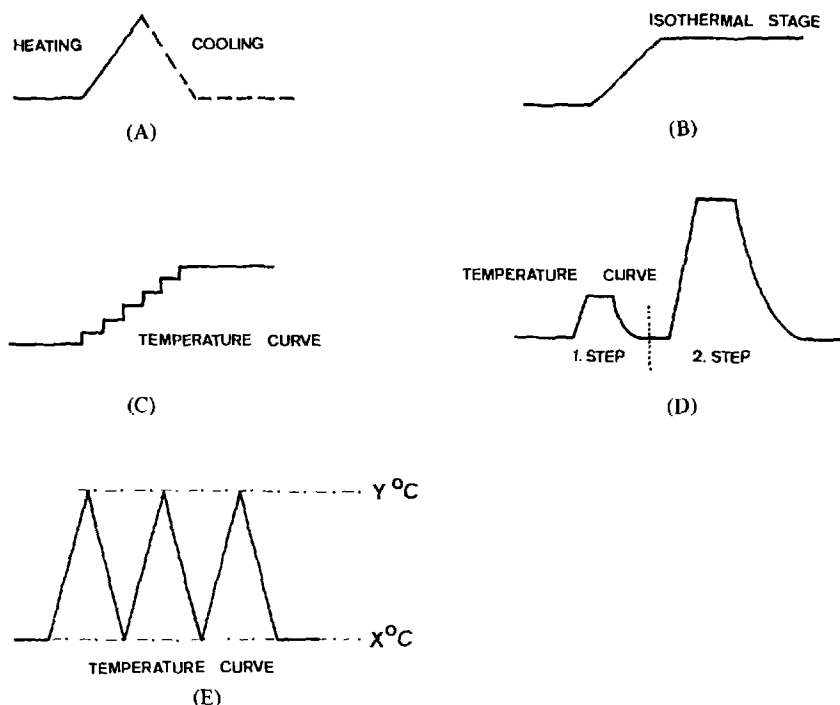 HEATING COOLING
(A)
ISOTHERMAL STAGE
(B)
TEMPERATURE CURVE
(C)
TEMPERATURE CURVE
1. STEP 2. STEP
(D)
Y °C
X °C
TEMPERATURE CURVE
(E)